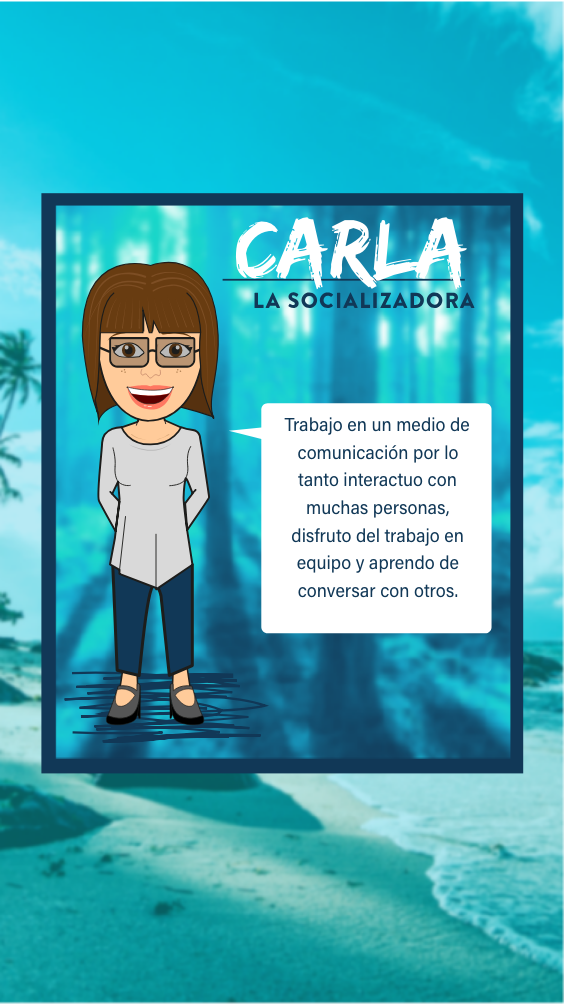 CARLA
LA SOCIALIZADORA
Trabajo en un medio de
comunicación por lo
tanto interactuo con
muchas personas,
disfruto del trabajo en
equipo y aprendo de
conversar con otros.